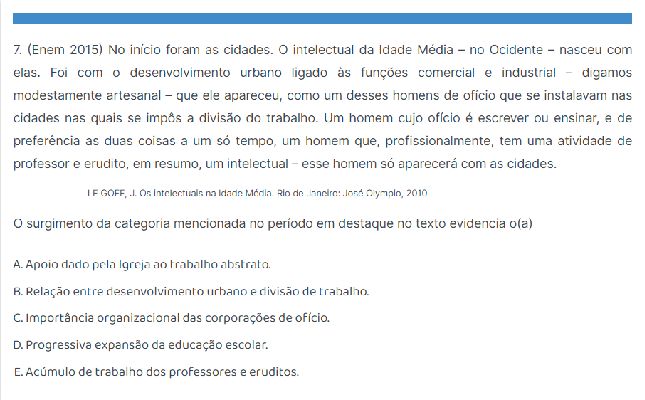 7. (Enem 2015) No início foram as cidades. O intelectual da Idade Média – no Ocidente – nasceu com
elas. Foi com o desenvolvimento urbano ligado às funções comercial e industrial – digamos
modestamente artesanal – que ele apareceu, como um desses homens de ofício que se instalavam nas
cidades nas quais se impôs a divisão do trabalho. Um homem cujo ofício é escrever ou ensinar, e de
preferência as duas coisas a um só tempo, um homem que, profissionalmente, tem uma atividade de
professor e erudito, em resumo, um intelectual – esse homem só aparecerá com as cidades.
LE GOFF, J. Os intelectuais na Idade Média. Rio de Janeiro: José Olympio, 2010
O surgimento da categoria mencionada no período em destaque no texto evidencia o(a)
A. Apoio dado pela Igreja ao trabalho abstrato.
B. Relação entre desenvolvimento urbano e divisão de trabalho.
C. Importância organizacional das corporações de ofício.
D. Progressiva expansão da educação escolar.
E. Acúmulo de trabalho dos professores e eruditos.